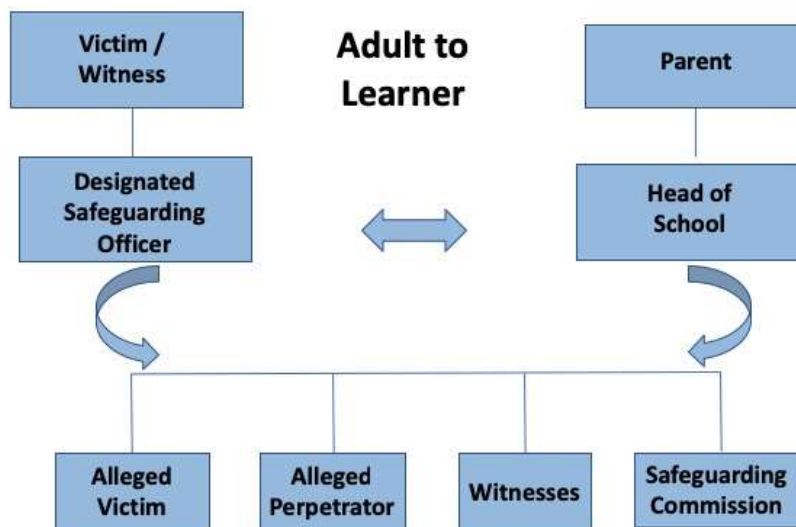 Victim /
Witness
Adult to
Learner
Parent
Designated
Safeguarding
Officer
Head of
School
Alleged
Victim
Alleged
Perpetrator
Witnesses
Safeguarding
Commission